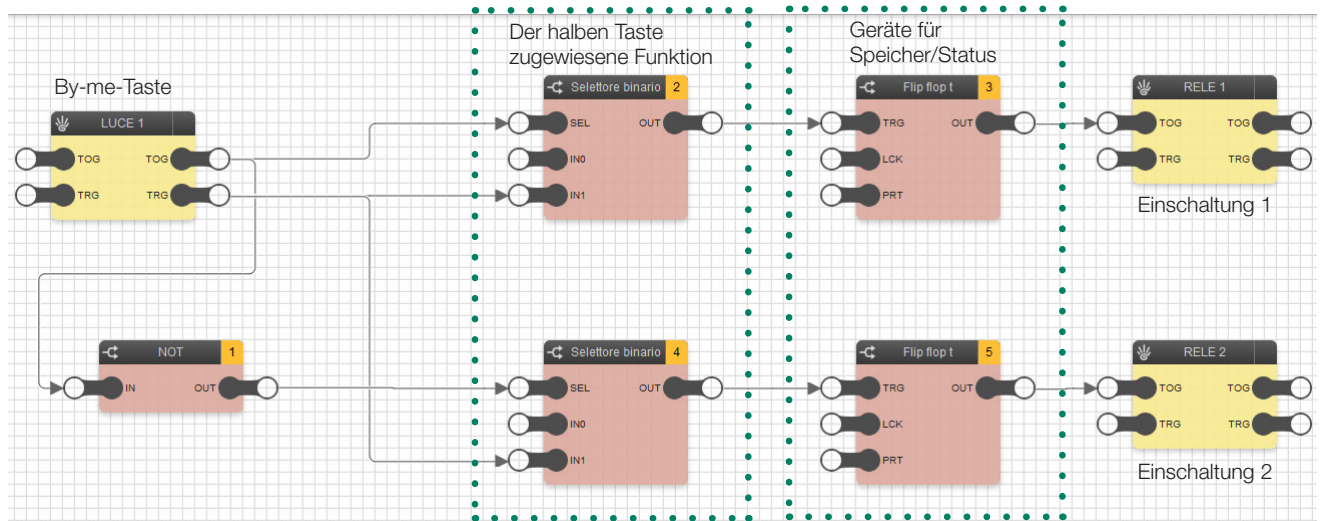 Der halben Taste
zugewiesene Funktion
Geräte für
Speicher/Status
By-me-Taste
LUCE 1
TOG TOG
TRG TRG
Selettore binario 2
SEL OUT
IN0
IN1
Flip flop t 3
TRG OUT
LCK
PRT
RELE 1
TOG TOG
TRG TRG
Einschaltung 1
NOT 1
IN OUT
Selettore binario 4
SEL OUT
IN0
IN1
Flip flop t 5
TRG OUT
LCK
PRT
RELE 2
TOG TOG
TRG TRG
Einschaltung 2